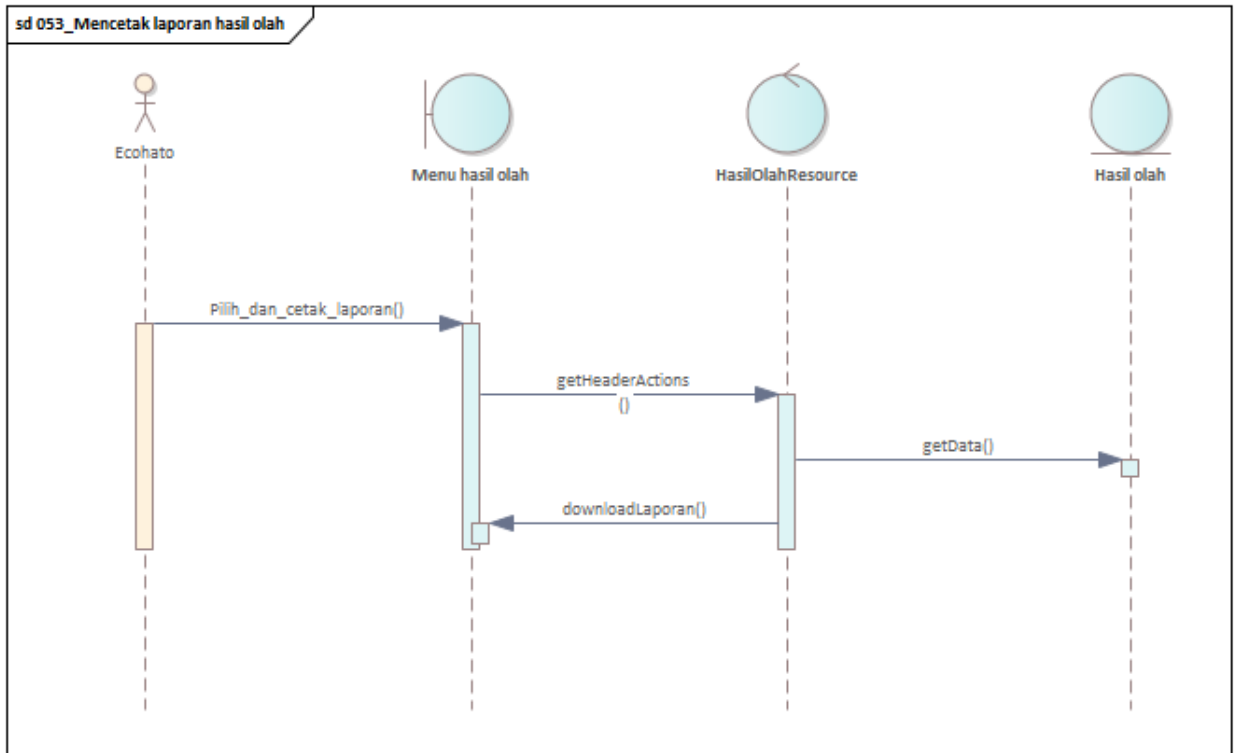 sd 053_Mencetak laporan hasil olah
Ecohato
Menu hasil olah
HasilOlahResource
Hasil olah
Pilih_dan_cetak_laporan()
getHeaderActions
()
getData()
downloadLaporan()